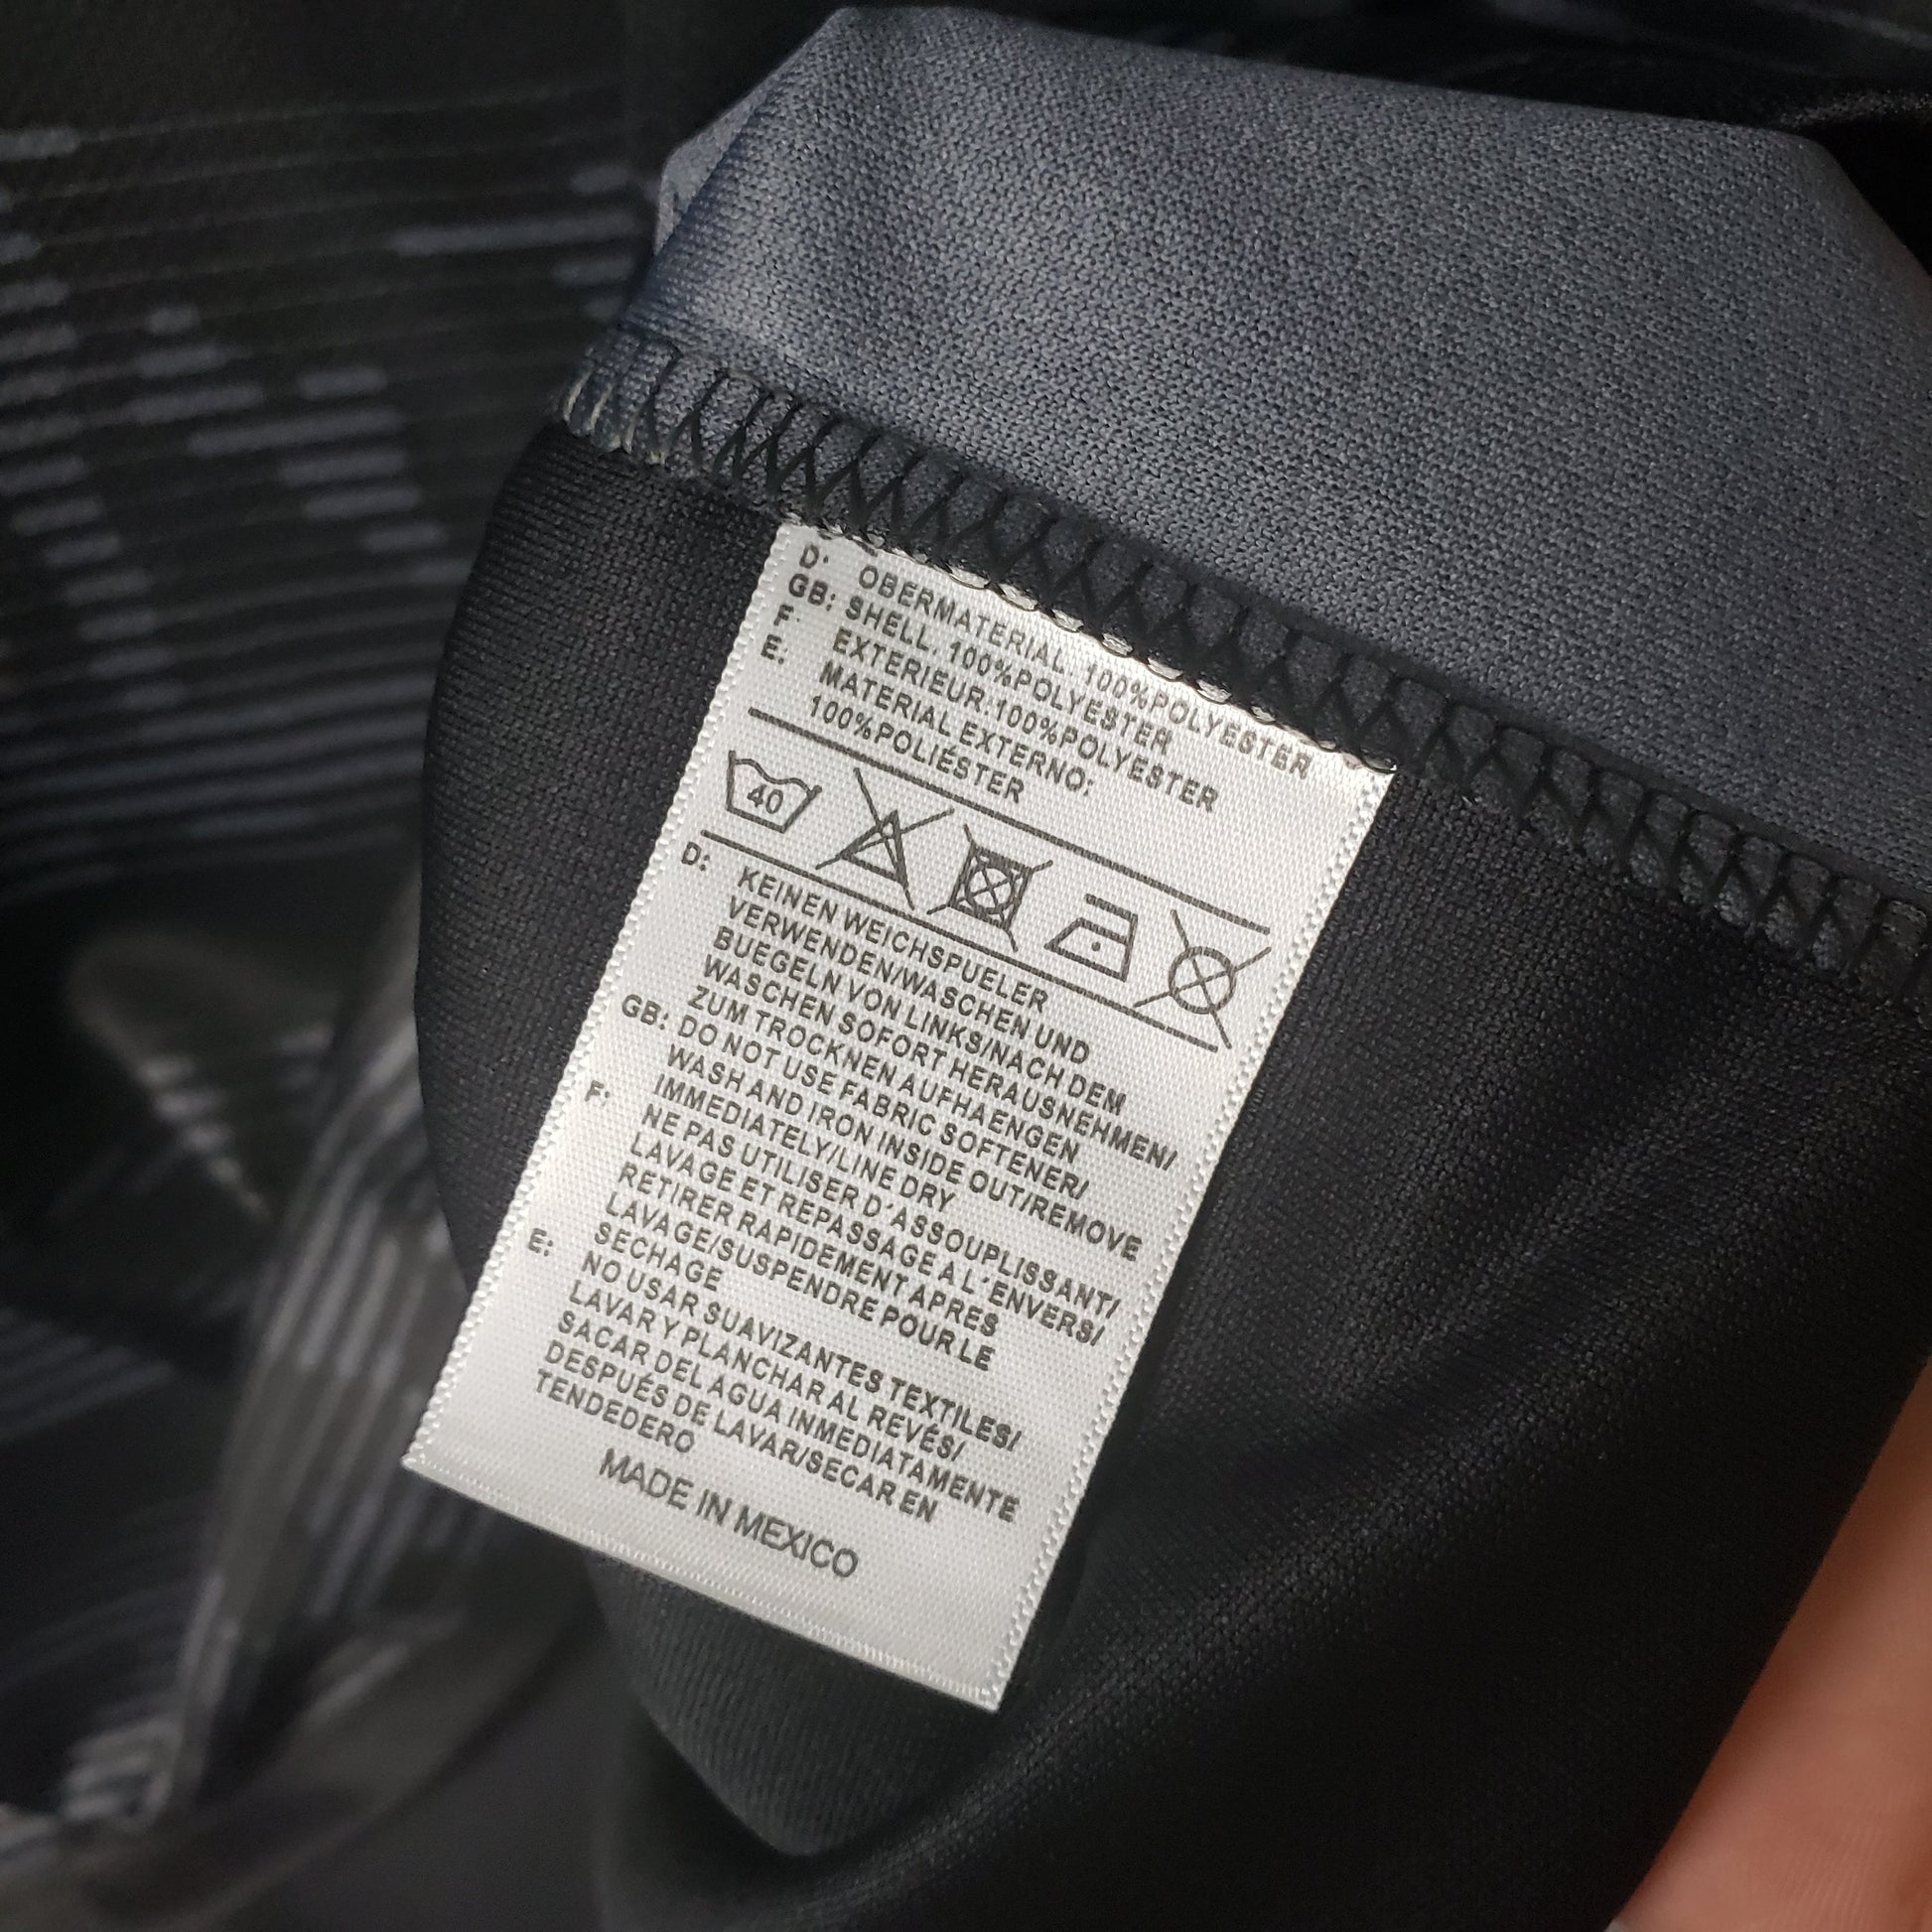 D: OBERMATERIAL 100%POLYESTER
GB: SHELL. 100%POLYESTER
F: EXTERIEUR:100%POLYESTER
E: MATERIAL EXTERNO:
100%POLIÉSTER
40
D: KEINEN WEICHSPUELER
VERWENDEN/WASCHEN UND
BUEGELN VON LINKS/NACH DEM
WASCHEN SOFORT HERAUSNEHMEN/
ZUM TROCKNEN AUFHAENGEN
GB: DO NOT USE FABRIC SOFTENER/
WASH AND IRON INSIDE OUT/REMOVE
IMMEDIATELY/LINE DRY
F: NE PAS UTILISER D'ASSOUPLISSANT/
LAVAGE ET REPASSAGE A L'ENVERS/
RETIRER RAPIDEMENT APRES
LAVAGE/SUSPENDRE POUR LE
SECHAGE
E: NO USAR SUAVIZANTES TEXTILES/
LAVAR Y PLANCHAR AL REVÉS/
SACAR DEL AGUA INMEDIATAMENTE
DESPUÉS DE LAVAR/SECAR EN
TENDEDERO
MADE IN MEXICO